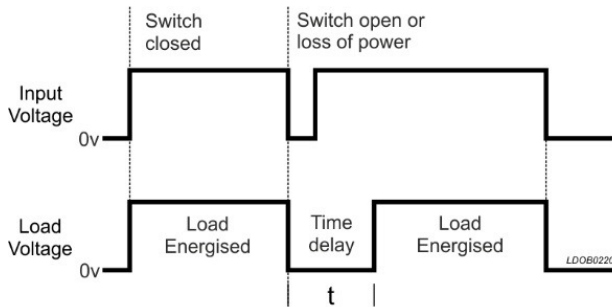 Switch
closed
Switch open or
loss of power
Input
Voltage
0v
Load
Voltage
Load
Energised
Time
delay
Load
Energised
0v
LDOB0220
t